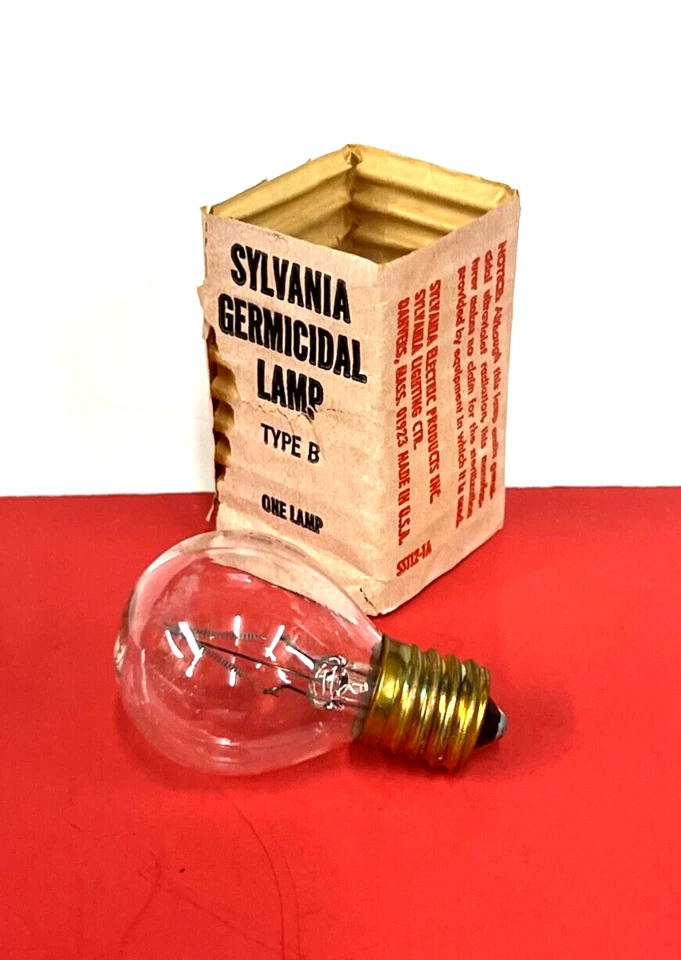 SYLVANIA
GERMICIDAL
LAMP
TYPE B
ONE LAMP
NOTICE: Although this lamp emits germi-
cidal ultraviolet radiation, the manufac-
turer makes no claim for the sterilization
provided by equipment in which it is used.
SYLVANIA ELECTRIC PRODUCTS INC.
SYLVANIA LIGHTING CTR.
DANVERS, MASS. 01923 MADE IN U.S.A.